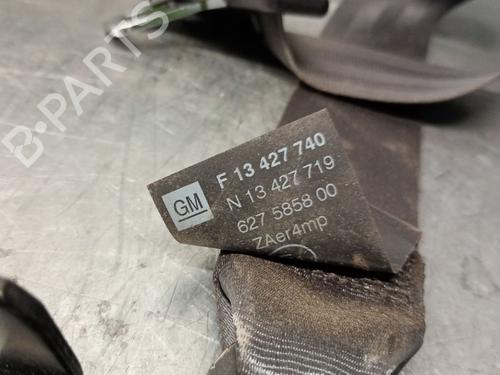 B-PARTS
GM
F 13 427 740
N 13 427 719
627 5858 00
ZAer4mp